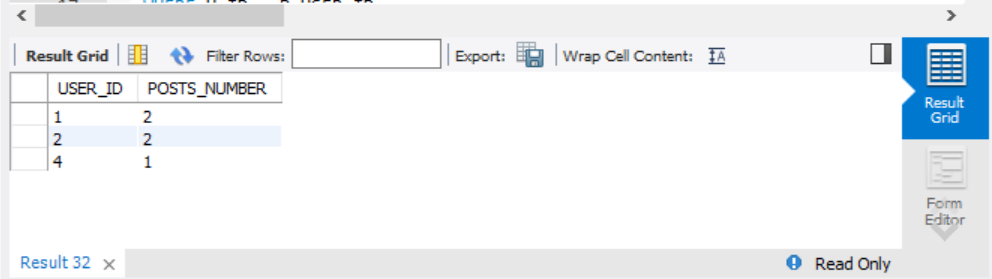 Result Grid Filter Rows: Export: Wrap Cell Content: IA
USER_ID POSTS_NUMBER
1 2
2 2
4 1
Result
Grid
Form
Editor
Result 32 Read Only